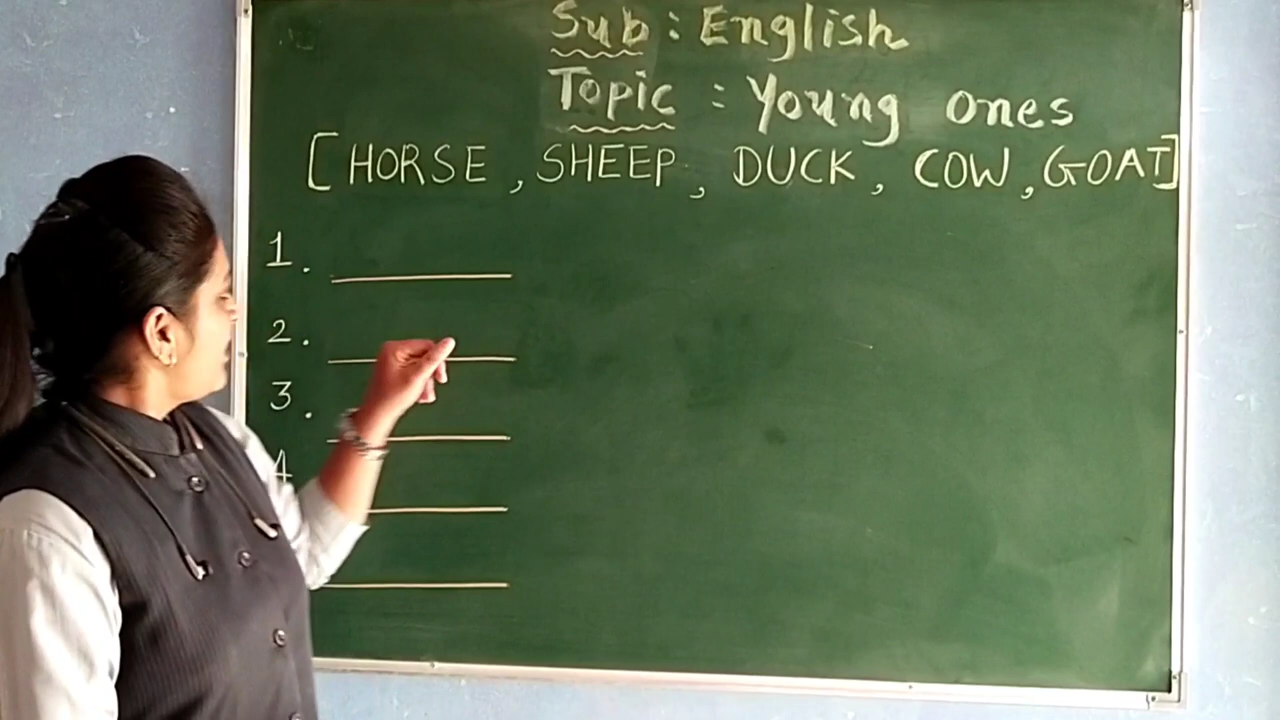 Sub : English
Topic : Young ones
[HORSE , SHEEP , DUCK , COW , GOAT]
1.
2.
3.
4